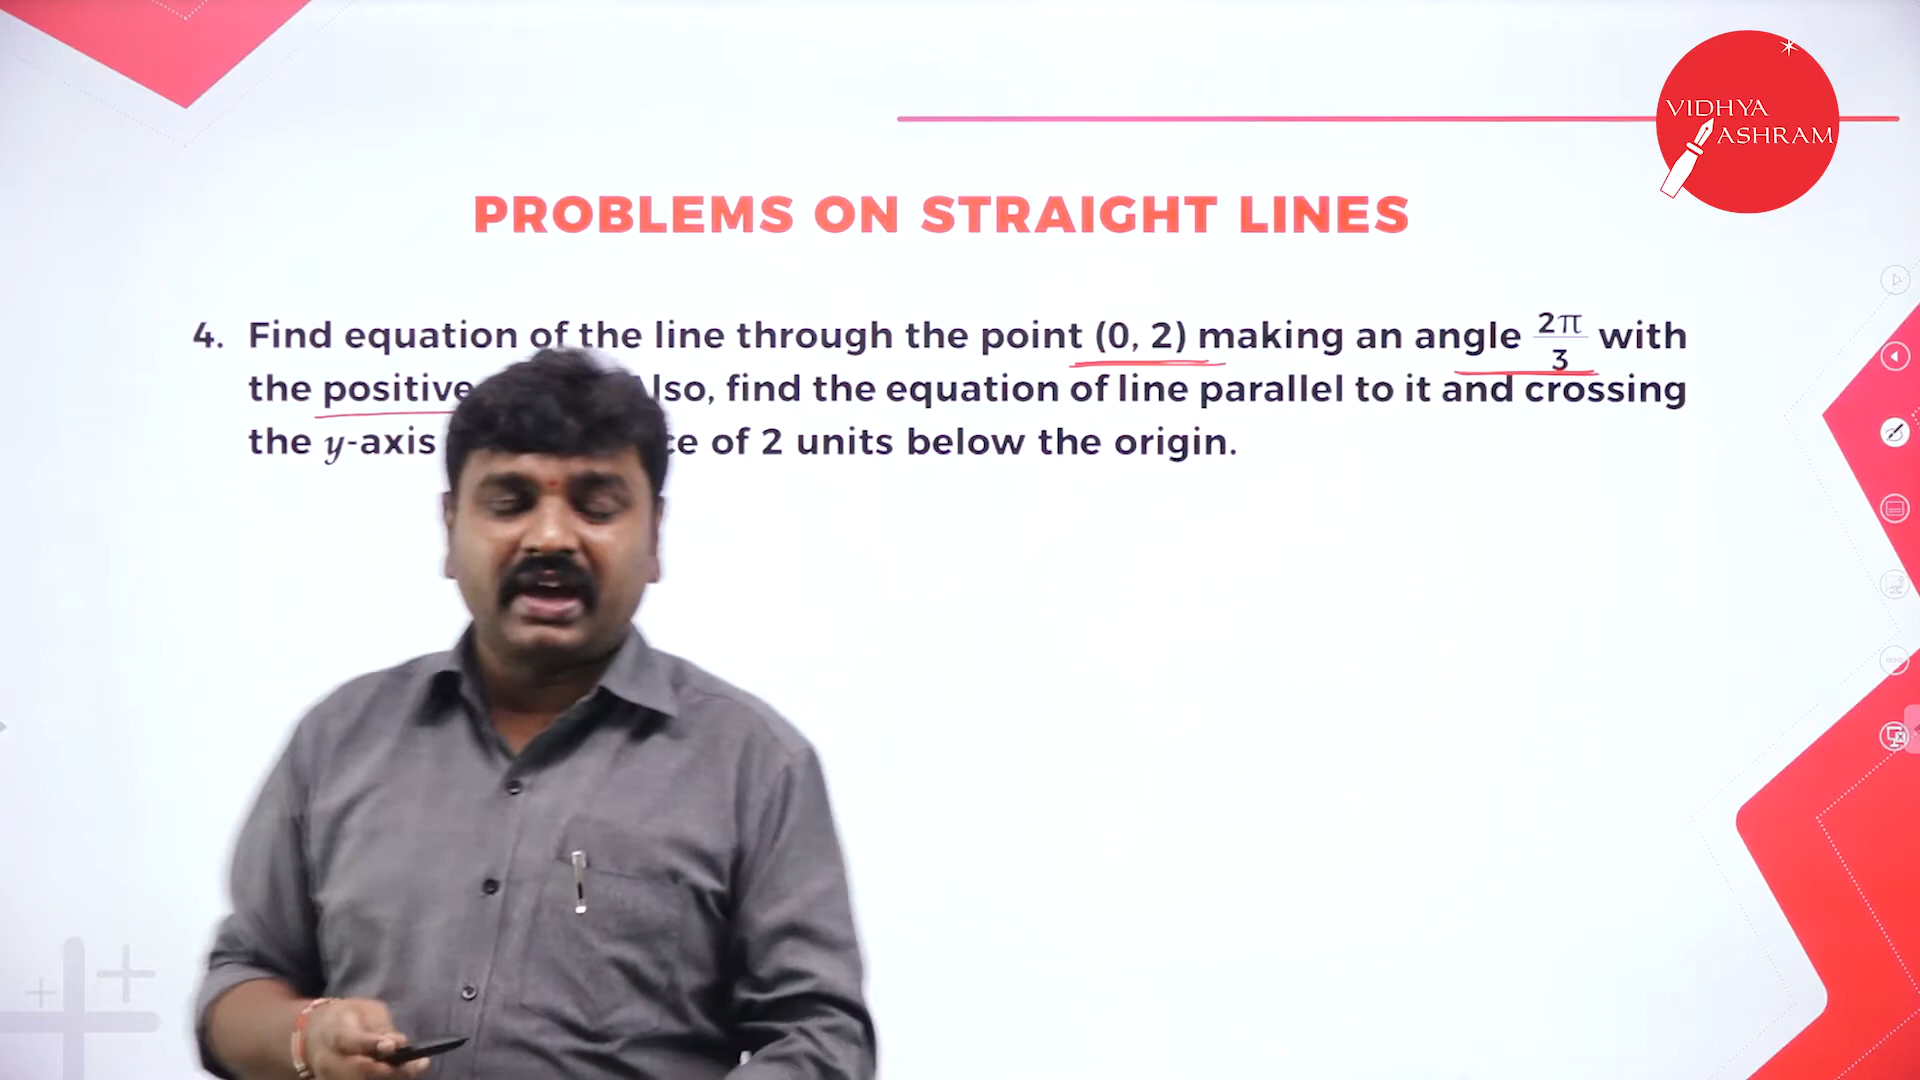 VIDHYA
ASHRAM
PROBLEMS ON STRAIGHT LINES
4. Find equation of the line through the point (0, 2) making an angle 2π/3 with
the positive lso, find the equation of line parallel to it and crossing
the y-axis ce of 2 units below the origin.